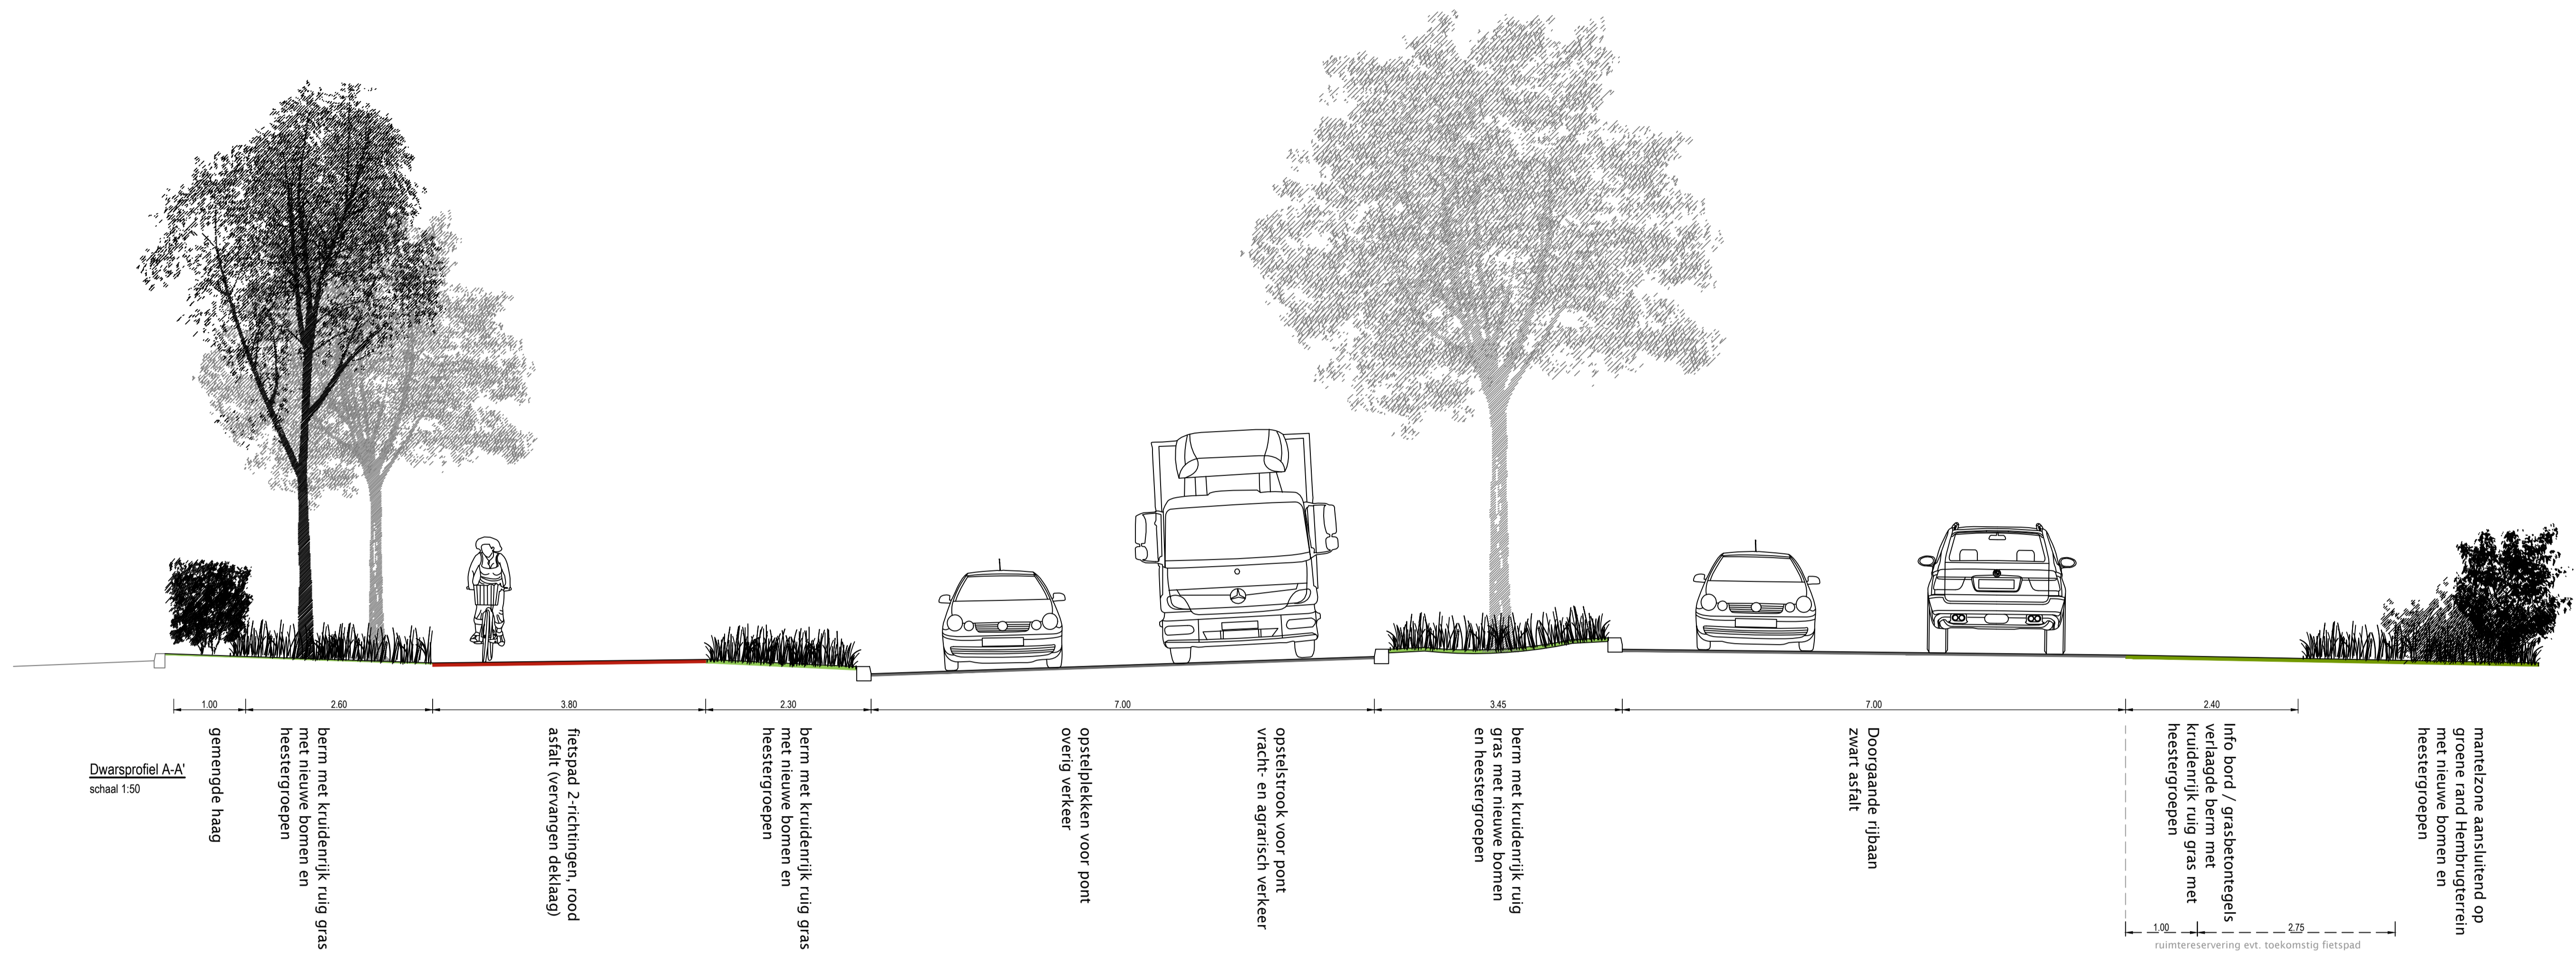 1.00
2.60
3.80
2.30
7.00
3.45
7.00
2.40
Dwarsprofiel A-A'
schaal 1:50
gemengde haag
berm met kruidenrijk ruig gras
met nieuwe bomen en
heestergroepen
fietspad 2-richtingen, rood
asfalt (vervangen deklaag)
berm met kruidenrijk ruig gras
met nieuwe bomen en
heestergroepen
opstelplekken voor pont
overig verkeer
opstelstrook voor pont
vracht- en agrarisch verkeer
berm met kruidenrijk ruig
gras met nieuwe bomen
en heestergroepen
Doorgaande rijbaan
zwart asfalt
Info bord / grasbetontegels
verlaagde berm met
kruidenrijk ruig gras met
heestergroepen
mantelzone aansluitend op
groene rand Hembrugterrein
met nieuwe bomen en
heestergroepen
1.00
2.75
ruimtereservering evt. toekomstig fietspad